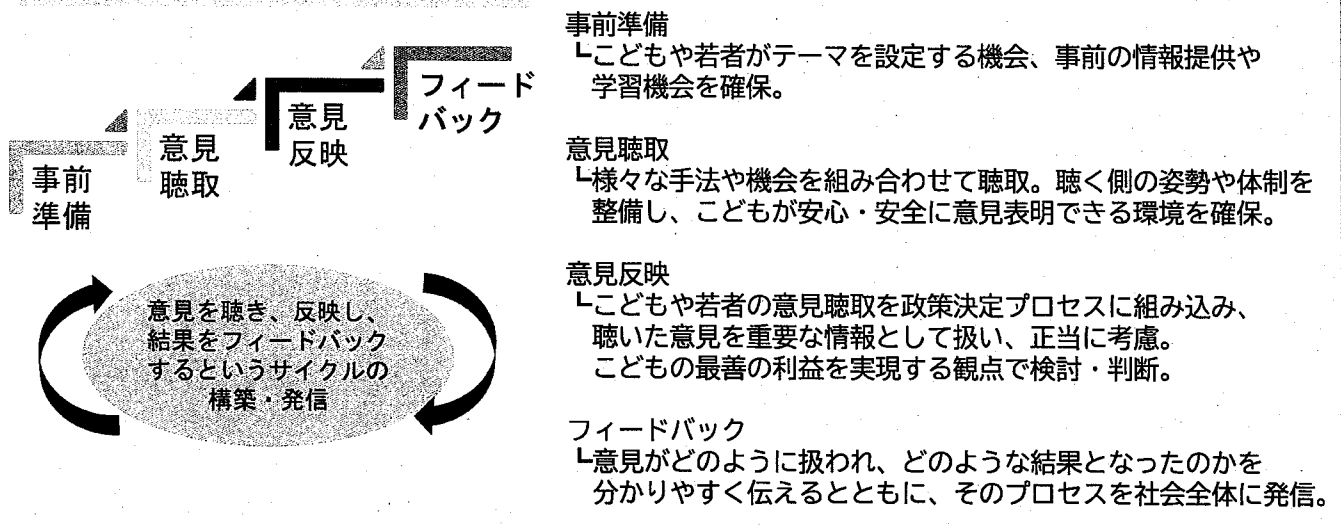 事前
準備
意見
聴取
意見
反映
フィード
バック
意見を聴き、反映し、
結果をフィードバック
するというサイクルの
構築・発信
事前準備
┗こどもや若者がテーマを設定する機会、事前の情報提供や
学習機会を確保。
意見聴取
┗様々な手法や機会を組み合わせて聴取。聴く側の姿勢や体制を
整備し、こどもが安心・安全に意見表明できる環境を確保。
意見反映
┗こどもや若者の意見聴取を政策決定プロセスに組み込み、
聴いた意見を重要な情報として扱い、正当に考慮。
こどもの最善の利益を実現する観点で検討・判断。
フィードバック
┗意見がどのように扱われ、どのような結果となったのかを
分かりやすく伝えるとともに、そのプロセスを社会全体に発信。